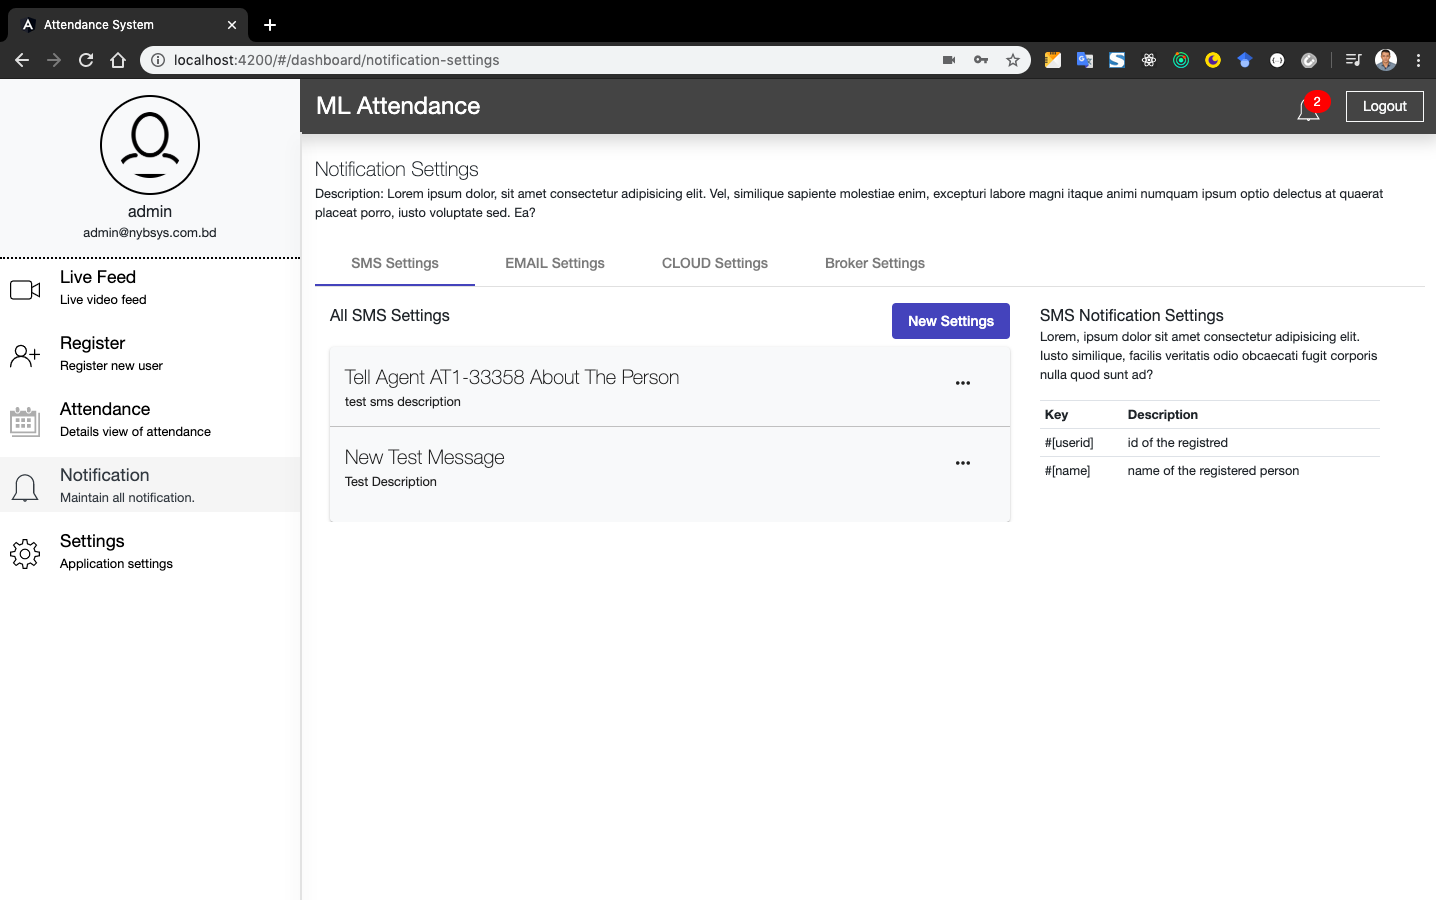 Attendance System
localhost:4200/#/dashboard/notification-settings
ML Attendance
2
Logout
admin
admin@nybsys.com.bd
Live Feed
Live video feed
Register
Register new user
Attendance
Details view of attendance
Notification
Maintain all notification.
Settings
Application settings
Notification Settings
Description: Lorem ipsum dolor, sit amet consectetur adipisicing elit. Vel, similique sapiente molestiae enim, excepturi labore magni itaque animi numquam ipsum optio delectus at quaerat
placeat porro, iusto voluptate sed. Ea?
SMS Settings EMAIL Settings CLOUD Settings Broker Settings
All SMS Settings
New Settings
Tell Agent AT1-33358 About The Person
test sms description
New Test Message
Test Description
SMS Notification Settings
Lorem, ipsum dolor sit amet consectetur adipisicing elit.
Iusto similique, facilis veritatis odio obcaecati fugit corporis
nulla quod sunt ad?
Key Description
#[userid] id of the registred
#[name] name of the registered person